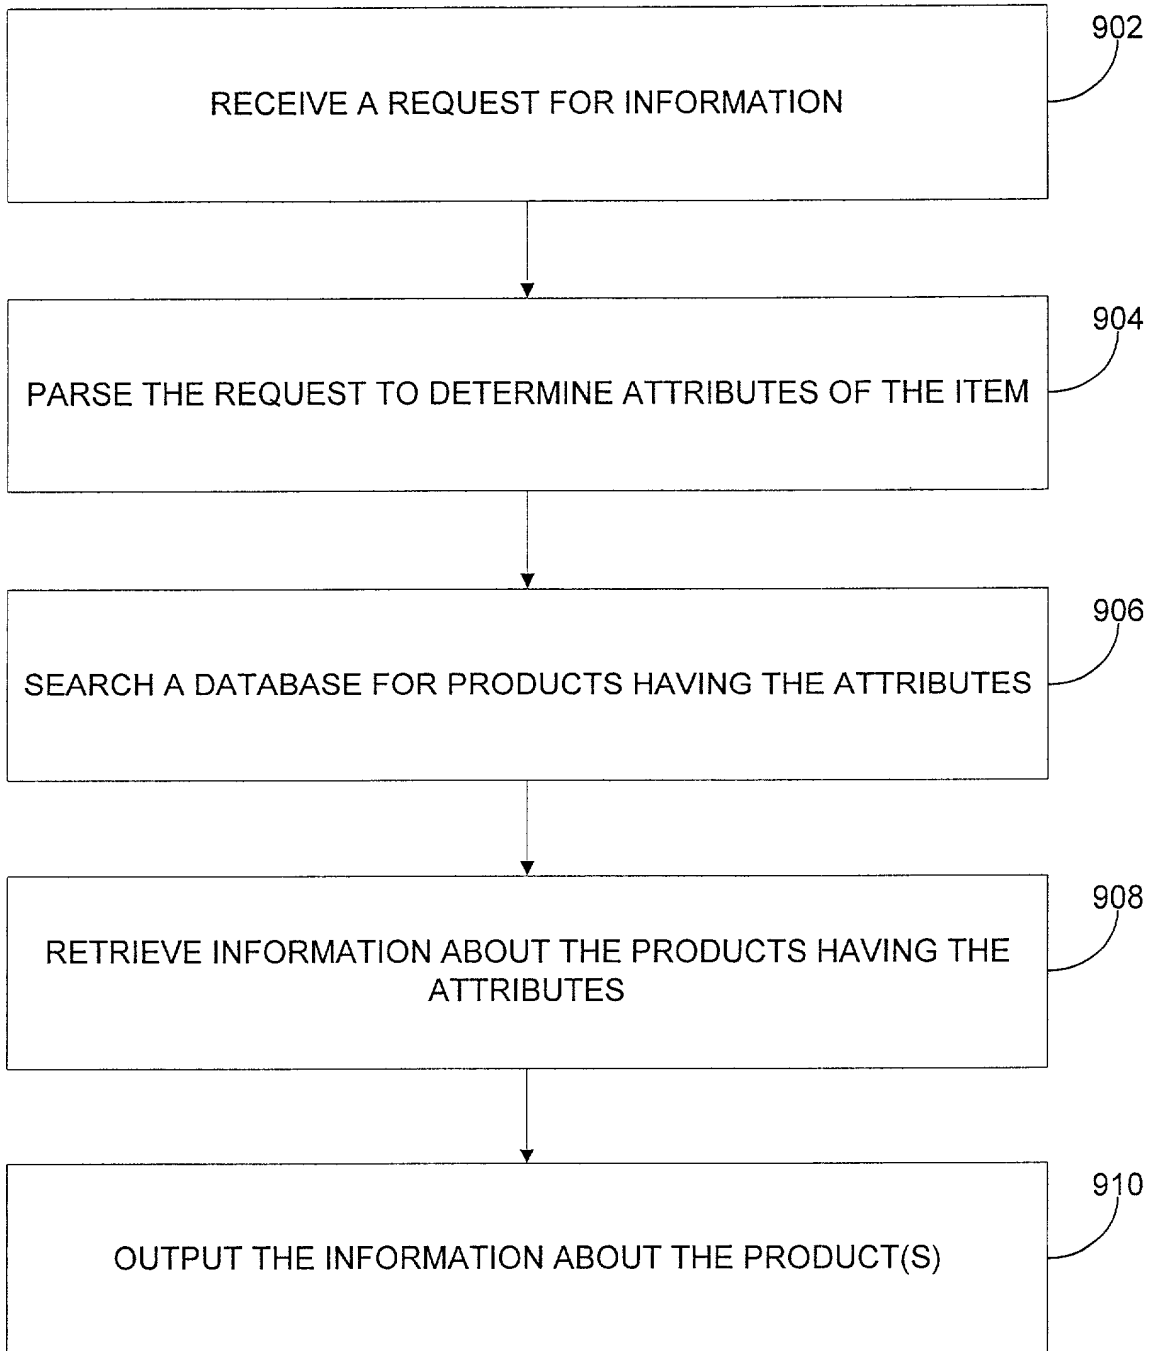 902
RECEIVE A REQUEST FOR INFORMATION
904
PARSE THE REQUEST TO DETERMINE ATTRIBUTES OF THE ITEM
906
SEARCH A DATABASE FOR PRODUCTS HAVING THE ATTRIBUTES
908
RETRIEVE INFORMATION ABOUT THE PRODUCTS HAVING THE
ATTRIBUTES
910
OUTPUT THE INFORMATION ABOUT THE PRODUCT(S)